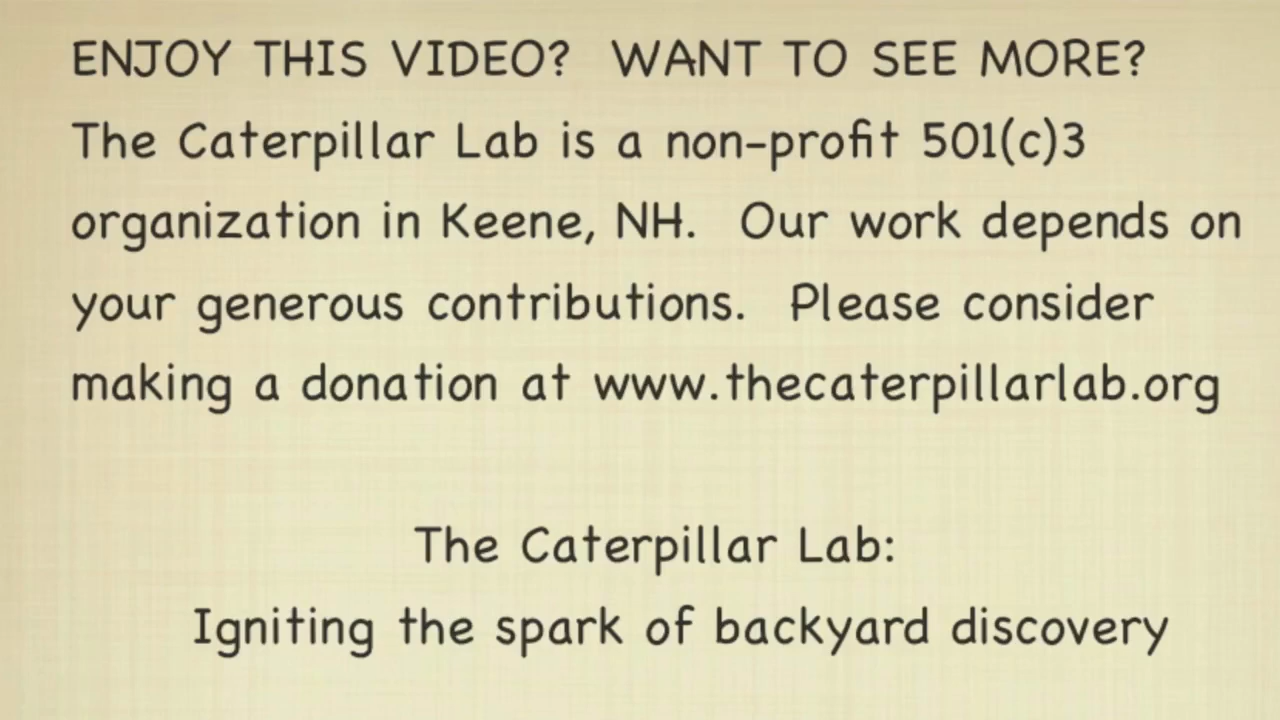 ENJOY THIS VIDEO?  WANT TO SEE MORE?
The Caterpillar Lab is a non-profit 501(c)3
organization in Keene, NH.  Our work depends on
your generous contributions.  Please consider
making a donation at www.thecaterpillarlab.org
The Caterpillar Lab:
Igniting the spark of backyard discovery